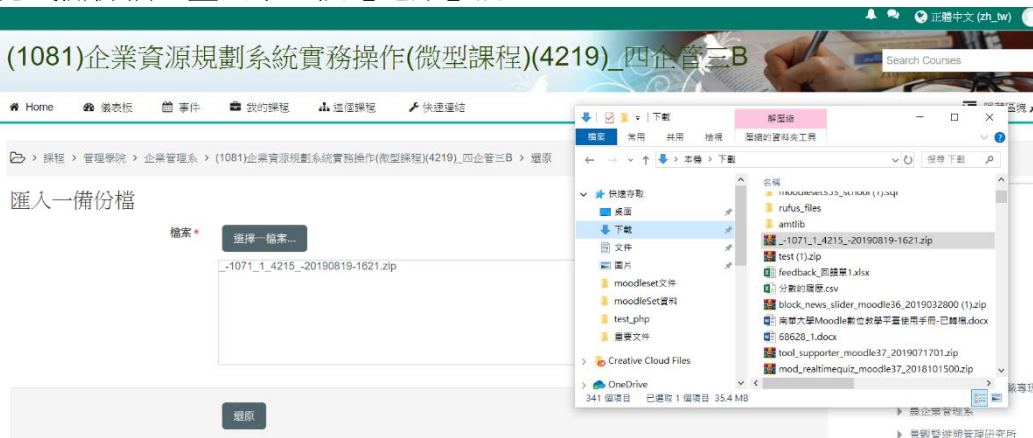 正體中文 (zh_tw)
(1081)企業資源規劃系統實務操作(微型課程)(4219)_四企管三B
Search Courses
Home 儀表板 事件 我的課程 這個課程 快速連結
課程 › 管理學院 › 企業管理系 › (1081)企業資源規劃系統實務操作(微型課程)(4219)_四企管三B › 還原
匯入一備份檔
檔案
選擇一檔案...
_-1071_1_4215_-20190819-1621.zip
還原
下載 解壓縮
檔案 常用 共用 檢視 壓縮的資料夾工具
本機 › 下載 搜尋 下載
快速存取
桌面
下載
文件
圖片
moodleset文件
moodleSet資料
test_php
重要文件
Creative Cloud Files
OneDrive
名稱
moodleset353_school (1).sql
rufus_files
amtlib
_-1071_1_4215_-20190819-1621.zip
test (1).zip
feedback_回饋單1.xlsx
分數的履歷.csv
block_news_slider_moodle36_2019032800 (1).zip
南華大學Moodle數位教學平臺使用手冊-已轉檔.docx
68628_1.docx
tool_supporter_moodle37_2019071701.zip
mod_realtimequiz_moodle37_2018101500.zip
341 個項目 已選取 1 個項目 35.4 MB